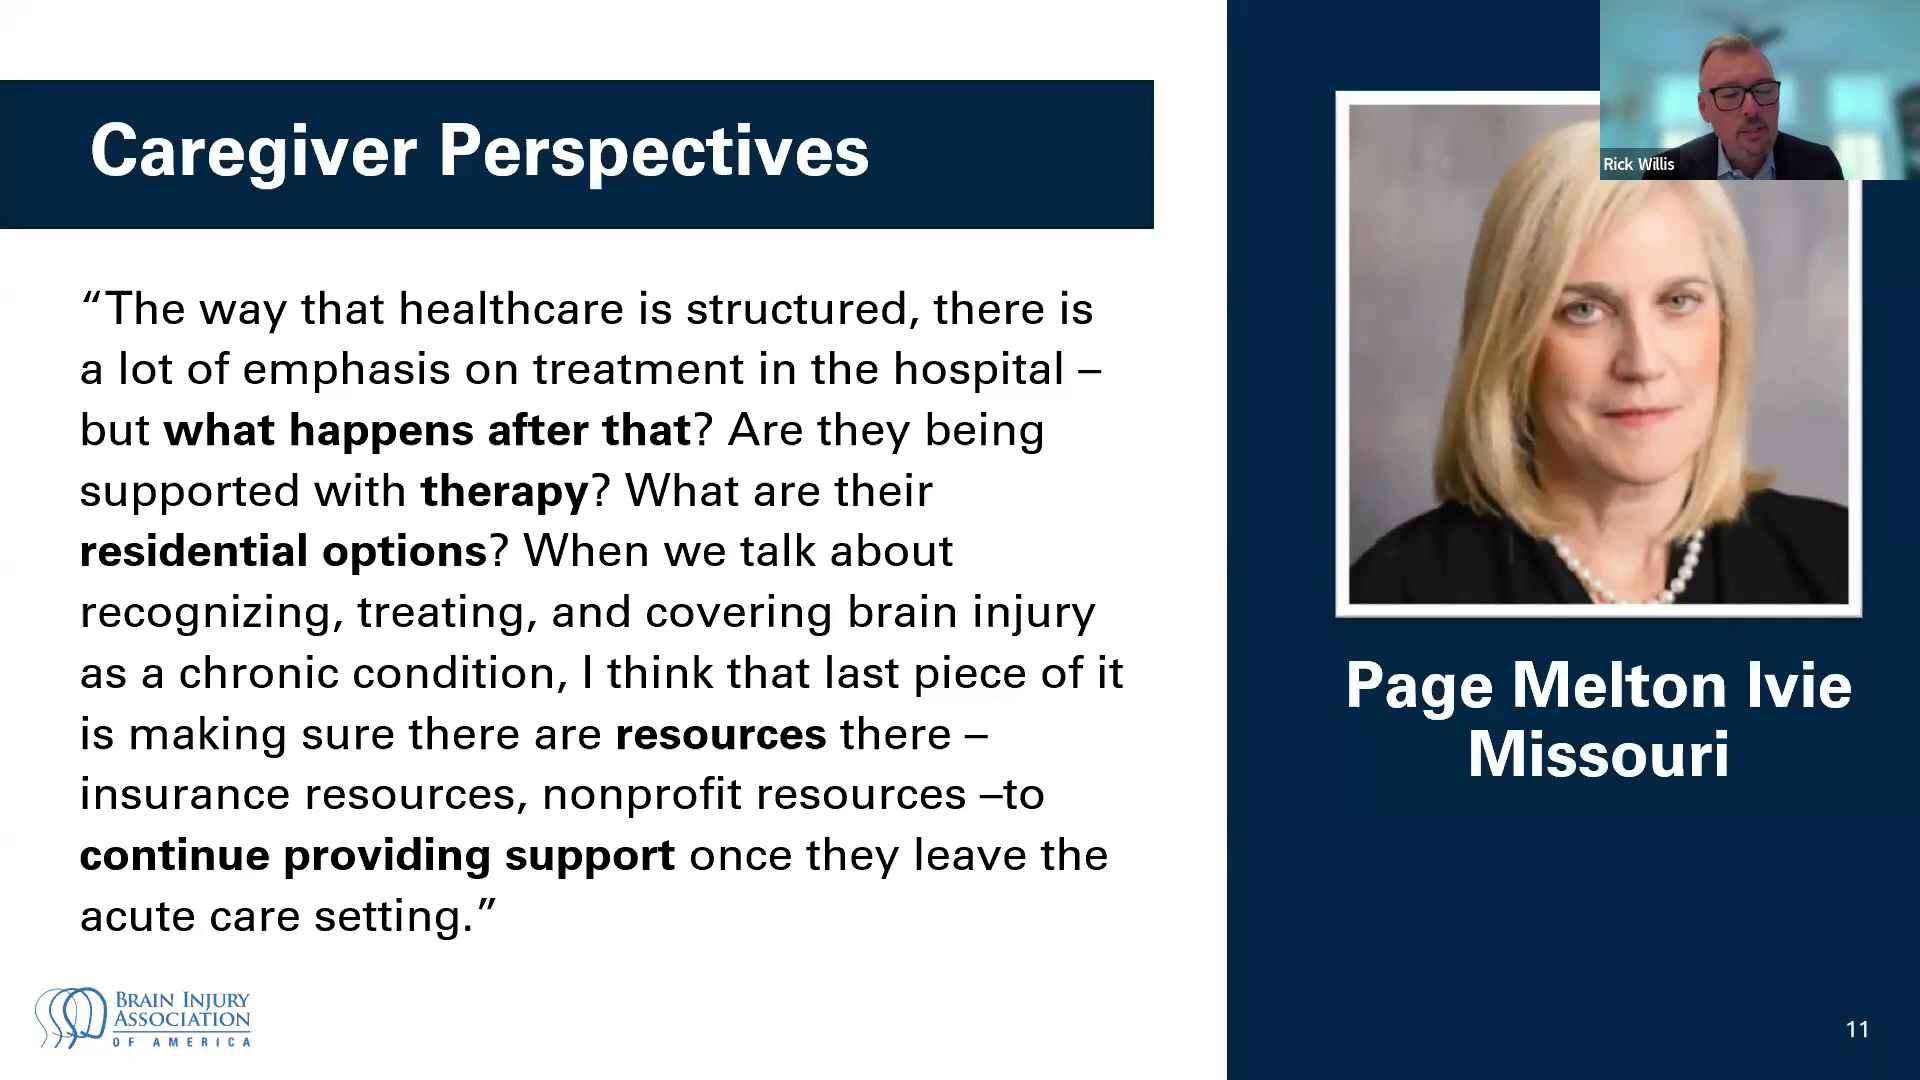 Caregiver Perspectives
“The way that healthcare is structured, there is
a lot of emphasis on treatment in the hospital –
but what happens after that? Are they being
supported with therapy? What are their
residential options? When we talk about
recognizing, treating, and covering brain injury
as a chronic condition, I think that last piece of it
is making sure there are resources there –
insurance resources, nonprofit resources –to
continue providing support once they leave the
acute care setting.”
Rick Willis
Page Melton Ivie
Missouri
BRAIN INJURY
ASSOCIATION
OF AMERICA
11